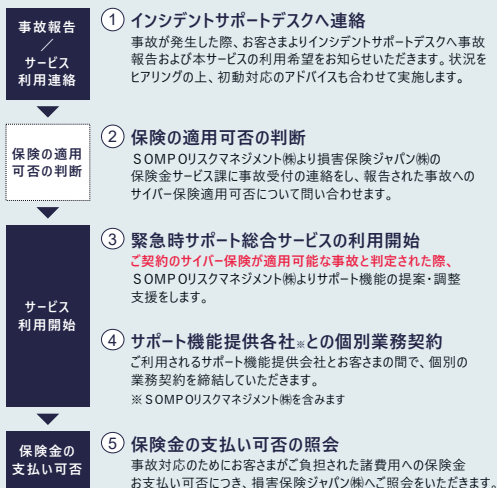 事故報告
／
サービス
利用連絡
① インシデントサポートデスクへ連絡
事故が発生した際、お客さまよりインシデントサポートデスクへ事故
報告および本サービスの利用希望をお知らせいただきます。状況を
ヒアリングの上、初動対応のアドバイスも合わせて実施します。
保険の適用
可否の判断
② 保険の適用可否の判断
ＳＯＭＰＯリスクマネジメント㈱より損害保険ジャパン㈱の
保険金サービス課に事故受付の連絡をし、報告された事故への
サイバー保険適用可否について問い合わせます。
サービス
利用開始
③ 緊急時サポート総合サービスの利用開始
ご契約のサイバー保険が適用可能な事故と判定された際、
ＳＯＭＰＯリスクマネジメント㈱よりサポート機能の提案・調整
支援をします。
④ サポート機能提供各社※との個別業務契約
ご利用されるサポート機能提供会社とお客さまの間で、個別の
業務契約を締結していただきます。
※ＳＯＭＰＯリスクマネジメント㈱を含みます
保険金の
支払い可否
⑤ 保険金の支払い可否の照会
事故対応のためにお客さまがご負担された諸費用への保険金
お支払い可否につき、損害保険ジャパン㈱へご照会をいただきます。